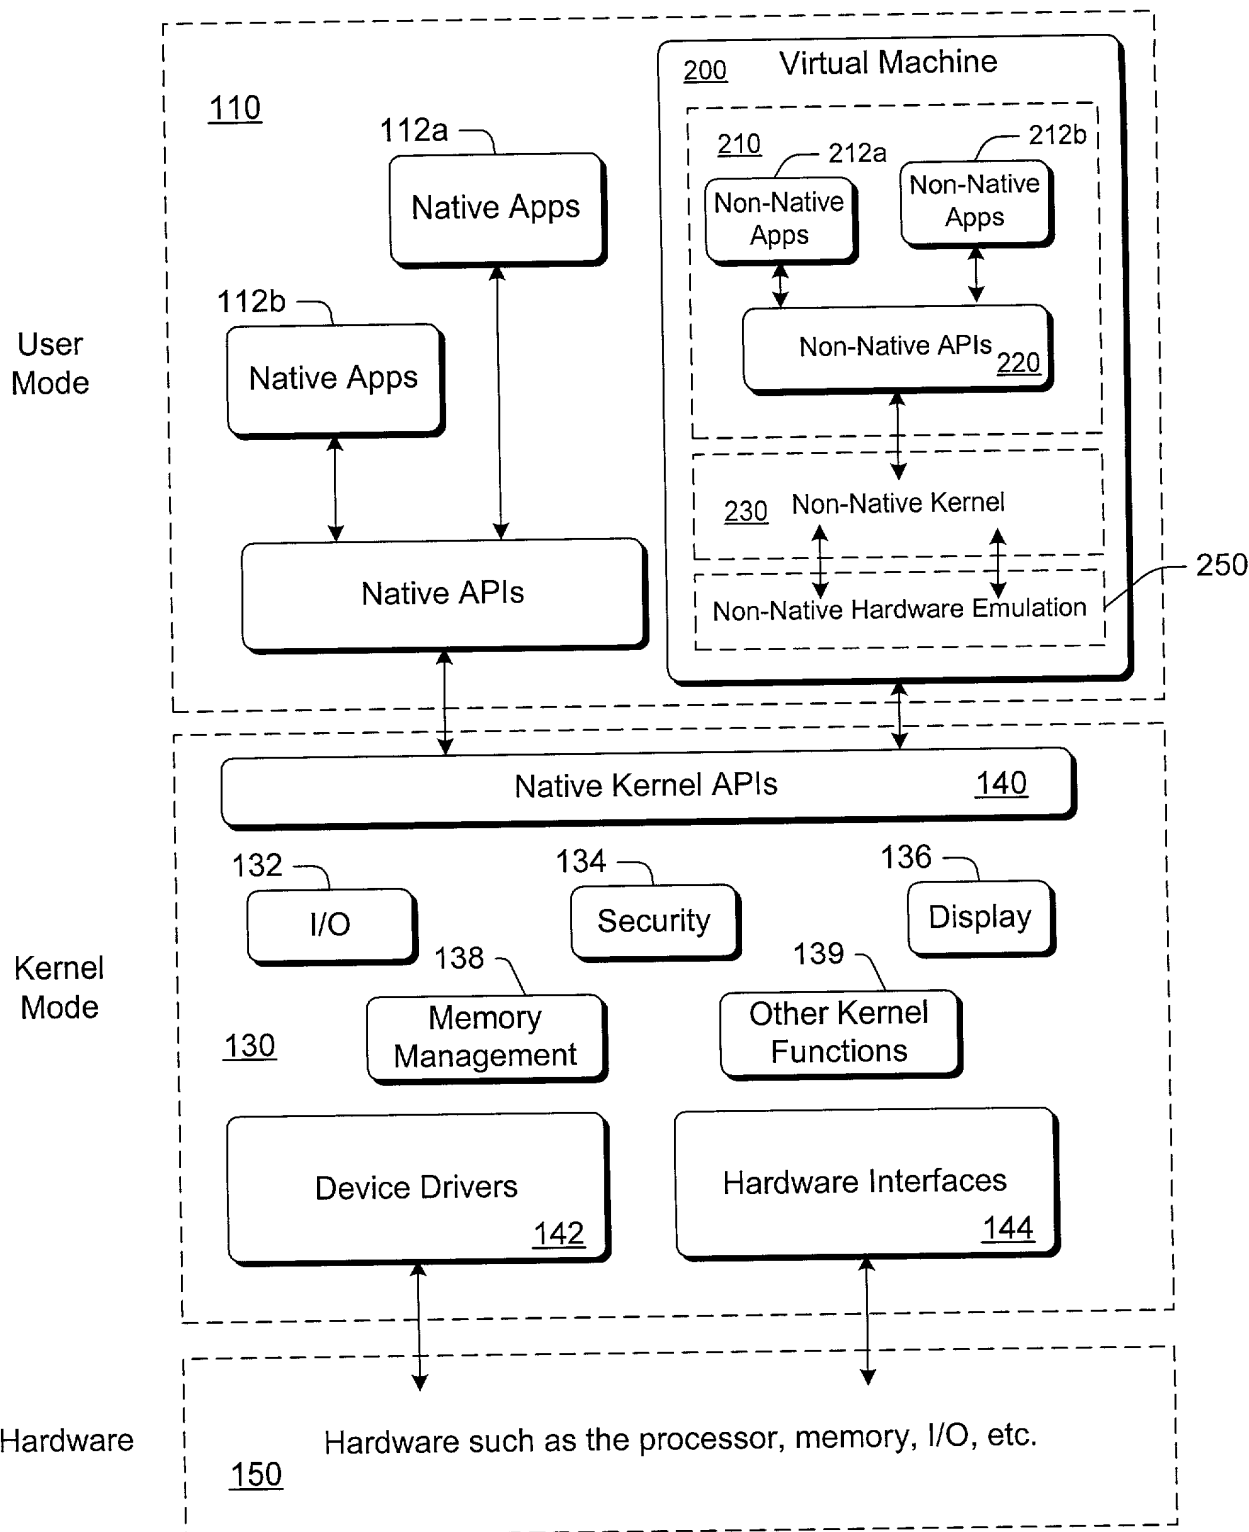 200 Virtual Machine
110
112a
210
212a
212b
Native Apps
Non-Native
Apps
Non-Native
Apps
112b
User
Mode
Native Apps
Non-Native APIs 220
230 Non-Native Kernel
250
Native APIs
Non-Native Hardware Emulation
Native Kernel APIs 140
132
134
136
I/O
Security
Display
138
139
Kernel
Mode
Memory
Management
Other Kernel
Functions
130
Device Drivers
142
Hardware Interfaces
144
Hardware
Hardware such as the processor, memory, I/O, etc.
150